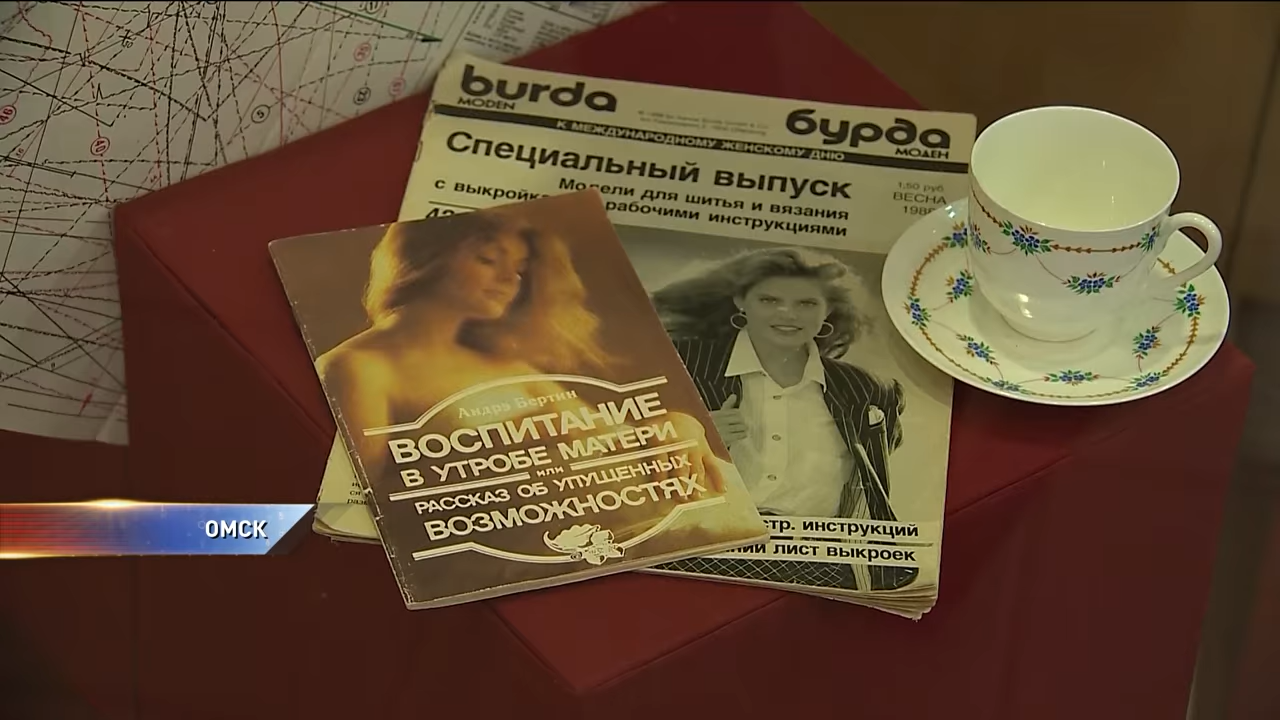 burda
MODEN
бурда
МОДЕН
К МЕЖДУНАРОДНОМУ ЖЕНСКОМУ ДНЮ
Специальный выпуск
1,50 руб.
ВЕСНА
Модели для шитья и вязания
с рабочими инструкциями
Андрэ Бертин
ВОСПИТАНИЕ
В УТРОБЕ МАТЕРИ
ИЛИ
РАССКАЗ ОБ УПУЩЕННЫХ
ВОЗМОЖНОСТЯХ
стр. инструкций
лист выкроек
ОМСК